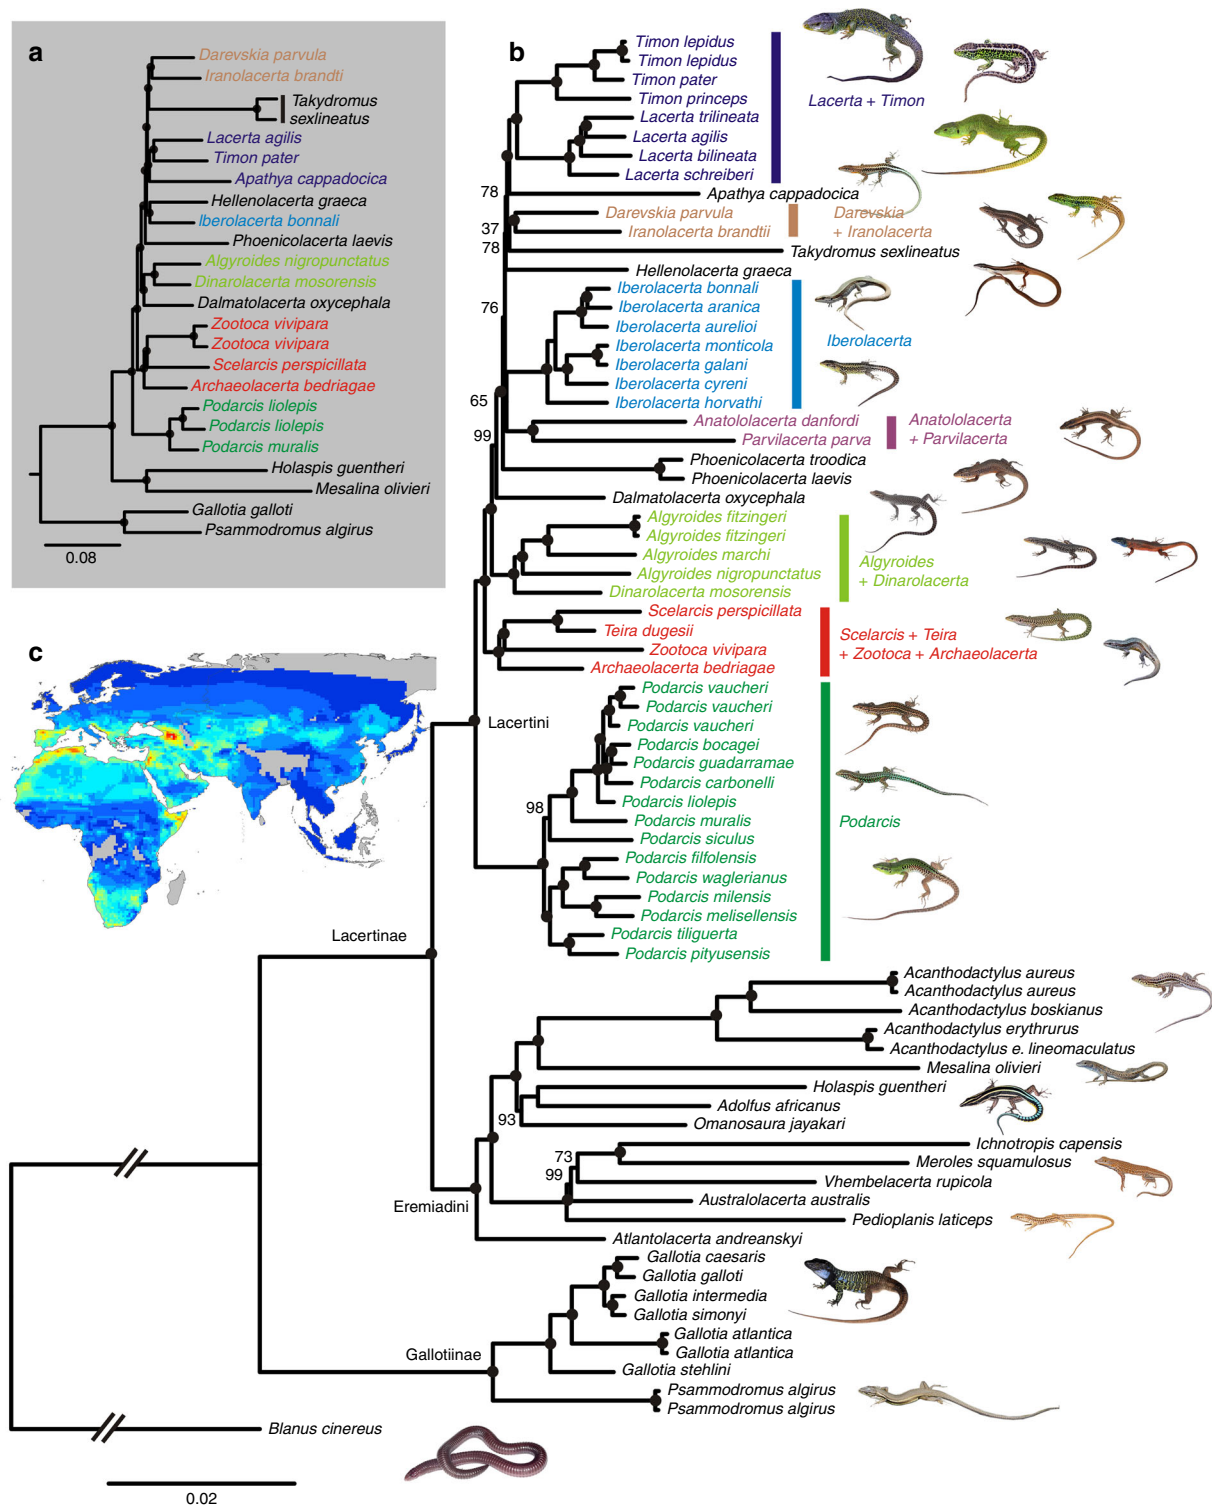 a
Darevskia parvula
Iranolacerta brandti
Takydromus
sexlineatus
Lacerta agilis
Timon pater
Apathya cappadocica
Hellenolacerta graeca
Iberolacerta bonnali
Phoenicolacerta laevis
Algyroides nigropunctatus
Dinarolacerta mosorensis
Dalmatolacerta oxycephala
Zootoca vivipara
Zootoca vivipara
Scelarcis perspicillata
Archaeolacerta bedriagae
Podarcis liolepis
Podarcis liolepis
Podarcis muralis
Holaspis guentheri
Mesalina olivieri
Gallotia galloti
Psammodromus algirus
0.08
b
Timon lepidus
Timon lepidus
Timon pater
Timon princeps
Lacerta trilineata
Lacerta agilis
Lacerta bilineata
Lacerta schreiberi
Lacerta + Timon
78
Apathya cappadocica
Darevskia parvula
Iranolacerta brandtii
Darevskia
+ Iranolacerta
37
78
Takydromus sexlineatus
Hellenolacerta graeca
76
Iberolacerta bonnali
Iberolacerta aranica
Iberolacerta aurelioi
Iberolacerta monticola
Iberolacerta galani
Iberolacerta cyreni
Iberolacerta horvathi
Iberolacerta
65
Anatololacerta danfordi
Parvilacerta parva
Anatololacerta
+ Parvilacerta
99
Phoenicolacerta troodica
Phoenicolacerta laevis
Dalmatolacerta oxycephala
Algyroides fitzingeri
Algyroides fitzingeri
Algyroides marchi
Algyroides nigropunctatus
Dinarolacerta mosorensis
Algyroides
+ Dinarolacerta
Scelarcis perspicillata
Teira dugesii
Zootoca vivipara
Archaeolacerta bedriagae
Scelarcis + Teira
+ Zootoca + Archaeolacerta
Lacertini
Podarcis vaucheri
Podarcis vaucheri
Podarcis vaucheri
Podarcis bocagei
Podarcis guadarramae
Podarcis carbonelli
Podarcis liolepis
Podarcis muralis
Podarcis siculus
98
Podarcis filfolensis
Podarcis waglerianus
Podarcis milensis
Podarcis melisellensis
Podarcis tiliguerta
Podarcis pityusensis
Podarcis
c
Lacertinae
Acanthodactylus aureus
Acanthodactylus aureus
Acanthodactylus boskianus
Acanthodactylus erythrurus
Acanthodactylus e. lineomaculatus
Mesalina olivieri
Holaspis guentheri
Adolfus africanus
93
Omanosaura jayakari
Ichnotropis capensis
73
Meroles squamulosus
99
Vhembelacerta rupicola
Australolacerta australis
Pedioplanis laticeps
Eremiadini
Atlantolacerta andreanskyi
Gallotia caesaris
Gallotia galloti
Gallotia intermedia
Gallotia simonyi
Gallotia atlantica
Gallotia atlantica
Gallotiinae
Gallotia stehlini
Psammodromus algirus
Psammodromus algirus
Blanus cinereus
0.02